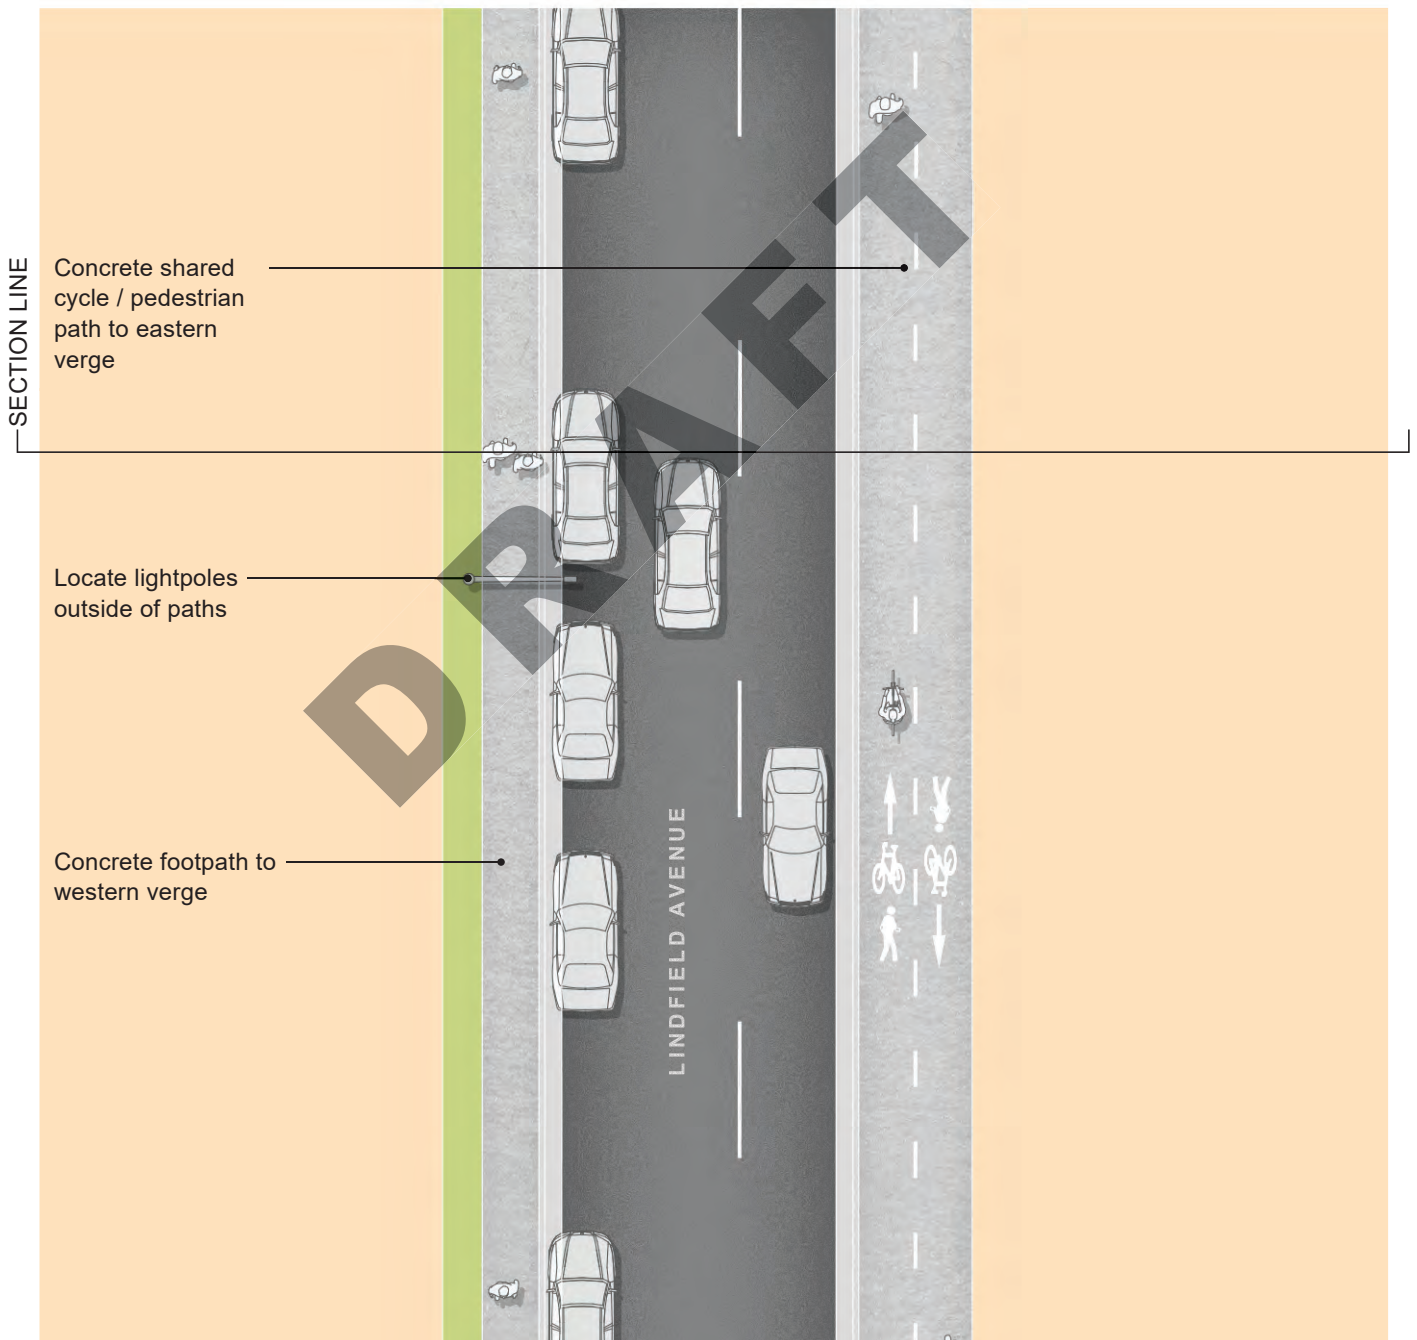 Concrete shared
cycle / pedestrian
path to eastern
verge
SECTION LINE
Locate lightpoles
outside of paths
DRAFT
Concrete footpath to
western verge
LINDFIELD AVENUE